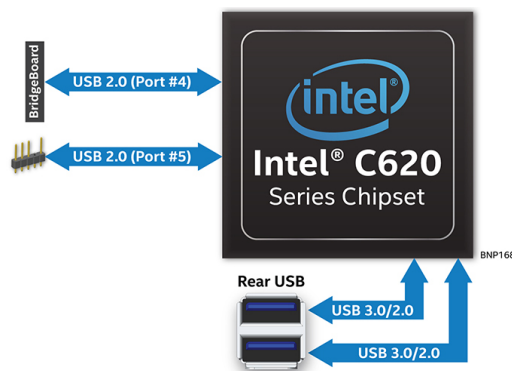 BridgeBoard
USB 2.0 (Port #4)
USB 2.0 (Port #5)
intel®
Intel® C620
Series Chipset
BNP168
Rear USB
USB 3.0/2.0
USB 3.0/2.0